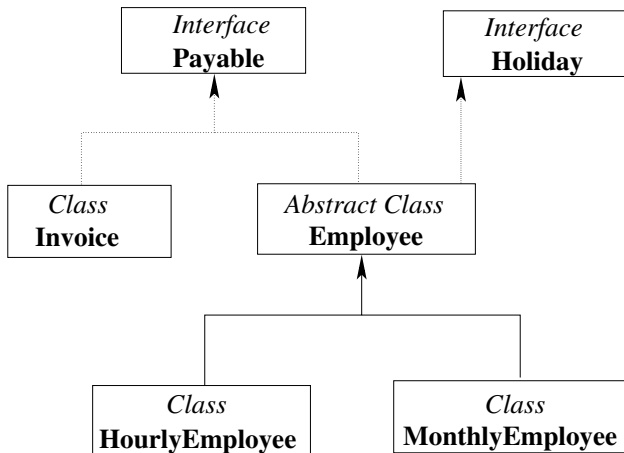 Interface
Payable
Interface
Holiday
Class
Invoice
Abstract Class
Employee
Class
HourlyEmployee
Class
MonthlyEmployee